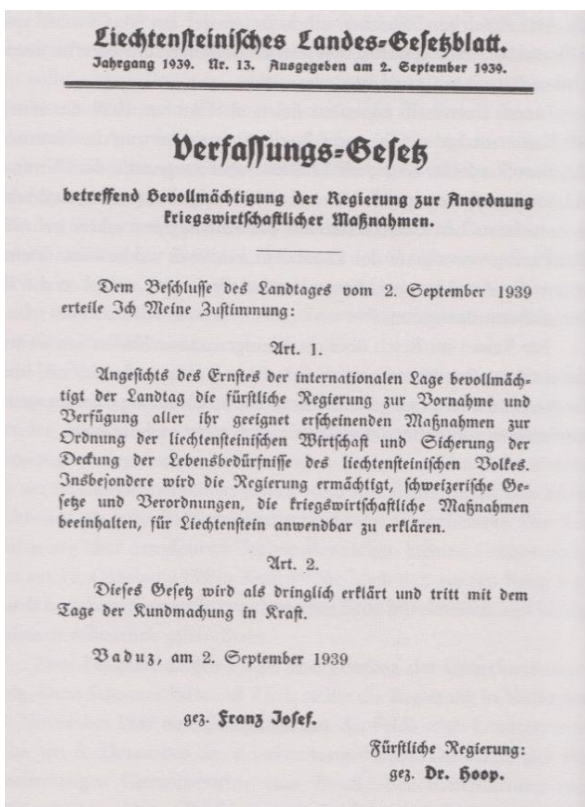 Liechtensteinisches Landes-Gesetzblatt.
Jahrgang 1939. Nr. 13. Ausgegeben am 2. September 1939.
Verfassungs-Gesetz
betreffend Bevollmächtigung der Regierung zur Anordnung
kriegswirtschaftlicher Maßnahmen.
Dem Beschlusse des Landtages vom 2. September 1939
erteile Ich Meine Zustimmung:
Art. 1.
Angesichts des Ernstes der internationalen Lage bevollmäch-
tigt der Landtag die fürstliche Regierung zur Vornahme und
Verfügung aller ihr geeignet erscheinenden Maßnahmen zur
Ordnung der liechtensteinischen Wirtschaft und Sicherung der
Deckung der Lebensbedürfnisse des liechtensteinischen Volkes.
Insbesondere wird die Regierung ermächtigt, schweizerische Ge-
setze und Verordnungen, die kriegswirtschaftliche Maßnahmen
beeinhalten, für Liechtenstein anwendbar zu erklären.
Art. 2.
Dieses Gesetz wird als dringlich erklärt und tritt mit dem
Tage der Kundmachung in Kraft.
Vaduz, am 2. September 1939
gez. Franz Josef.
Fürstliche Regierung:
gez. Dr. Hoop.